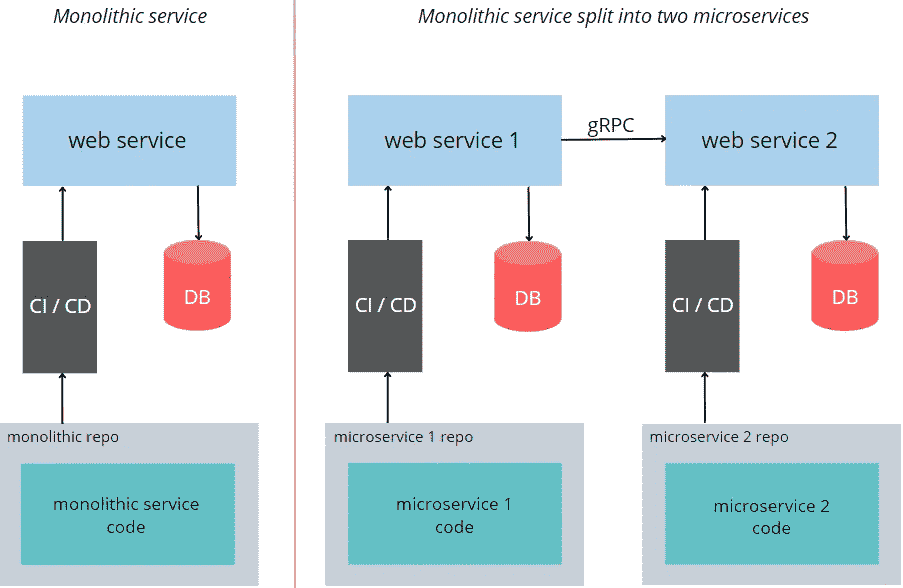 Monolithic service
Monolithic service split into two microservices
web service
web service 1
gRPC
web service 2
CI / CD
DB
CI / CD
DB
CI / CD
DB
monolithic repo
microservice 1 repo
microservice 2 repo
monolithic service
code
microservice 1
code
microservice 2
code